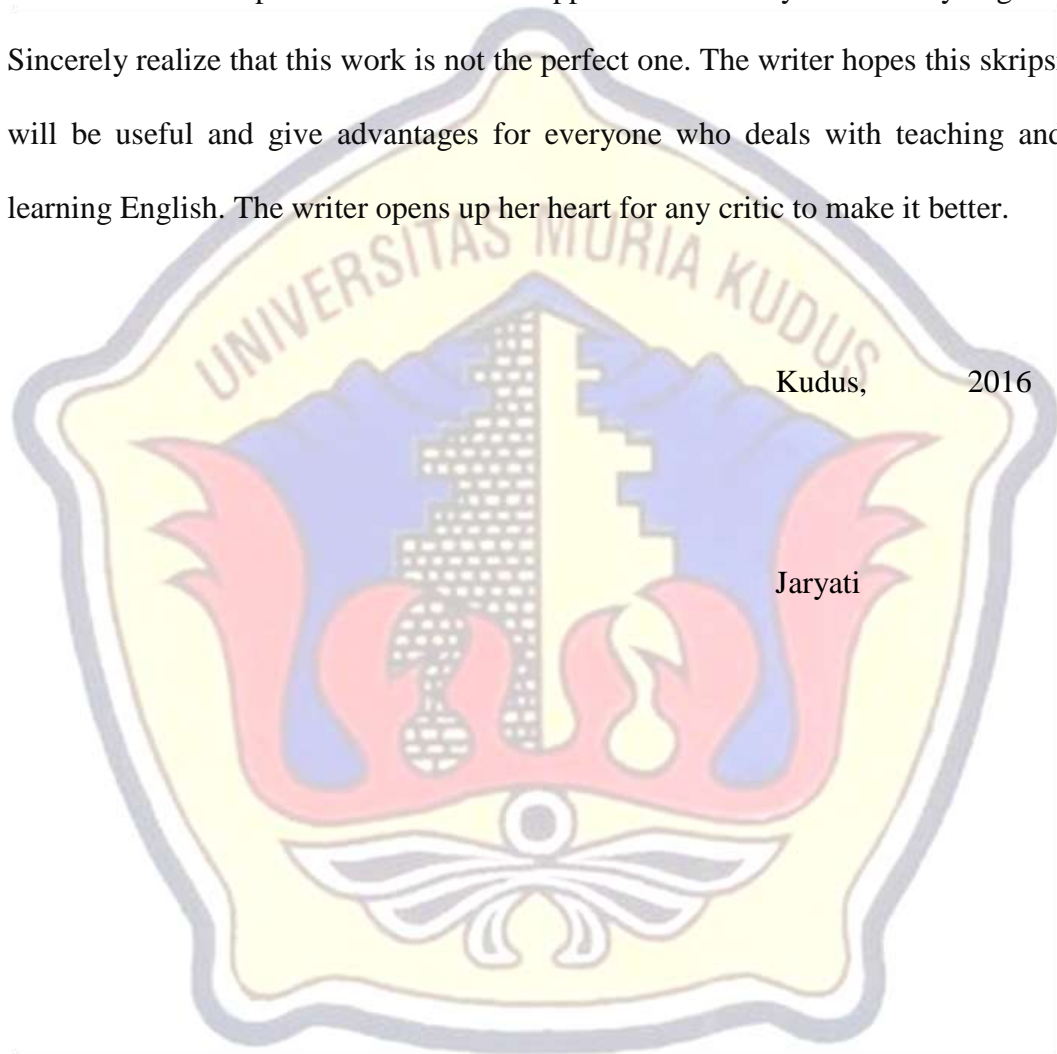 Sincerely realize that this work is not the perfect one. The writer hopes this skrips
will be useful and give advantages for everyone who deals with teaching and
learning English. The writer opens up her heart for any critic to make it better.
UNIVERSITAS MURIA KUDUS
Kudus, 2016
Jaryati